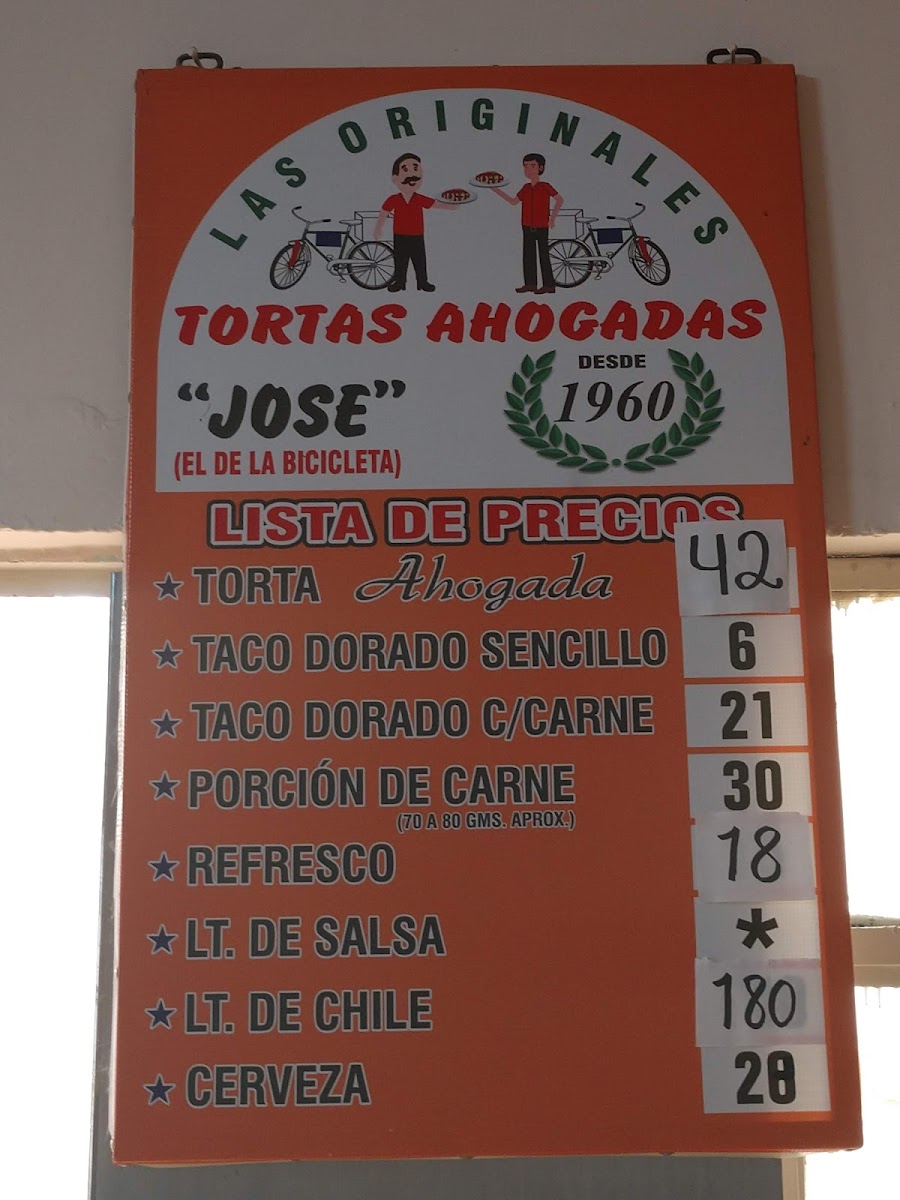 LAS ORIGINALES
TORTAS AHOGADAS
"JOSE"
(EL DE LA BICICLETA)
DESDE
1960
LISTA DE PRECIOS
★ TORTA Ahogada 42
★ TACO DORADO SENCILLO 6
★ TACO DORADO C/CARNE 21
★ PORCIÓN DE CARNE 30
(70 A 80 GMS. APROX.)
★ REFRESCO 18
★ LT. DE SALSA *
★ LT. DE CHILE 180
★ CERVEZA